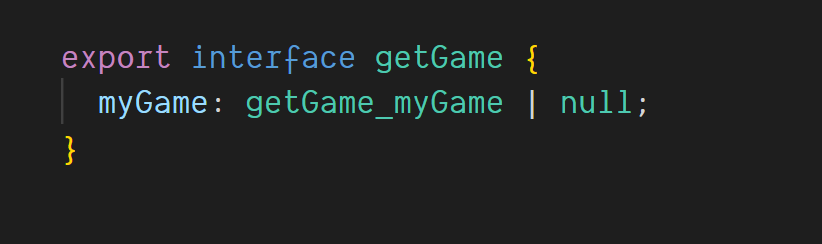 export interface getGame {
  myGame: getGame_myGame | null;
}